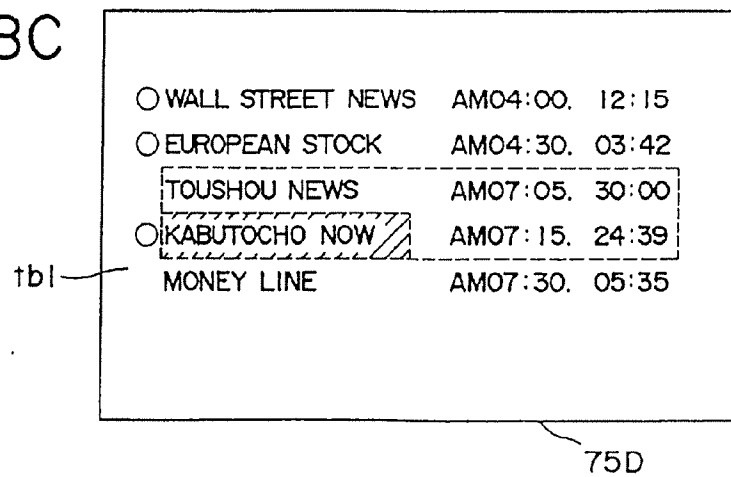 3C
○ WALL STREET NEWS AM04:00. 12:15
○ EUROPEAN STOCK AM04:30. 03:42
TOUSHOU NEWS AM07:05. 30:00
○ KABUTOCHO NOW AM07:15. 24:39
tbl
MONEY LINE AM07:30. 05:35
75D